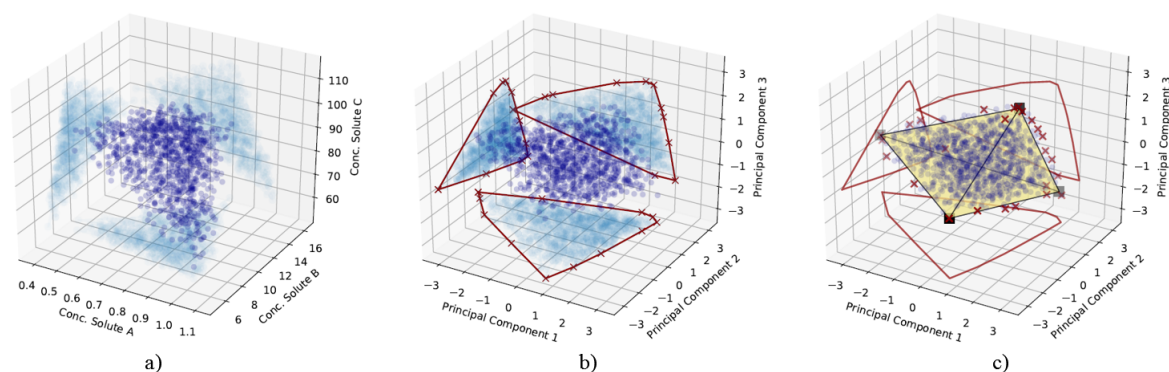 110
100
90
80
70
60
Conc. Solute C
16
14
12
10
8
6
Conc. Solute B
0.4 0.5 0.6 0.7 0.8 0.9 1.0 1.1
Conc. Solute A
a)
3
2
1
0
−1
−2
−3
Principal Component 3
3
2
1
0
−1
−2
−3
Principal Component 2
−3 −2 −1 0 1 2 3
Principal Component 1
b)
3
2
1
0
−1
−2
−3
Principal Component 3
3
2
1
0
−1
−2
−3
Principal Component 2
−3 −2 −1 0 1 2 3
Principal Component 1
c)